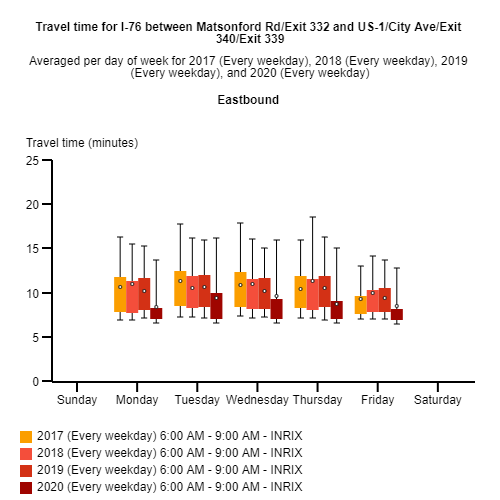 Travel time for I-76 between Matsonford Rd/Exit 332 and US-1/City Ave/Exit
340/Exit 339
Averaged per day of week for 2017 (Every weekday), 2018 (Every weekday), 2019
(Every weekday), and 2020 (Every weekday)
Eastbound
Travel time (minutes)
25
20
15
10
5
0
Sunday Monday Tuesday Wednesday Thursday Friday Saturday
2017 (Every weekday) 6:00 AM - 9:00 AM - INRIX
2018 (Every weekday) 6:00 AM - 9:00 AM - INRIX
2019 (Every weekday) 6:00 AM - 9:00 AM - INRIX
2020 (Every weekday) 6:00 AM - 9:00 AM - INRIX